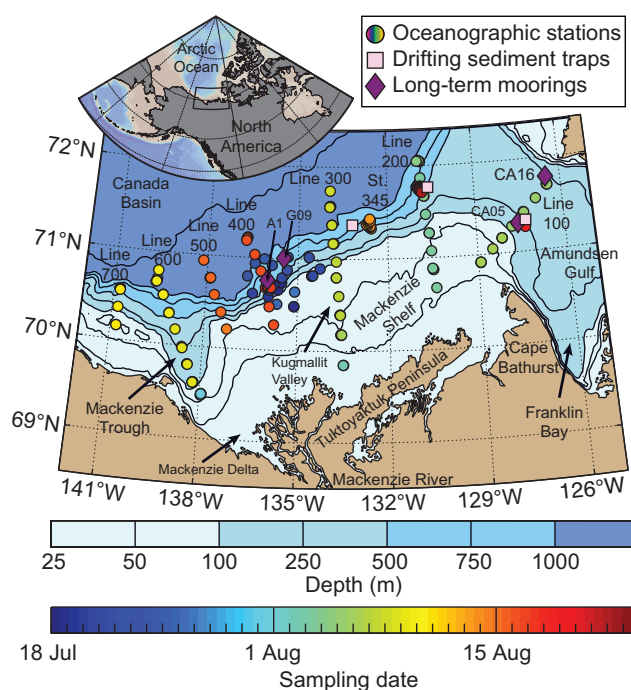 Arctic
Ocean
North
America
Oceanographic stations
Drifting sediment traps
Long-term moorings
72°N
71°N
70°N
69°N
Canada
Basin
Line
700
Line
600
Line
500
Line
400
A1
G09
Line 300
St.
345
Line
200
CA16
CA05
Line
100
Amundsen
Gulf
Mackenzie
Shelf
Kugmallit
Valley
Mackenzie
Trough
Mackenzie Delta
Tuktoyaktuk Peninsula
Mackenzie River
Cape
Bathurst
Franklin
Bay
141°W
138°W
135°W
132°W
129°W
126°W
25 50 100 250 500 750 1000
Depth (m)
18 Jul 1 Aug 15 Aug
Sampling date